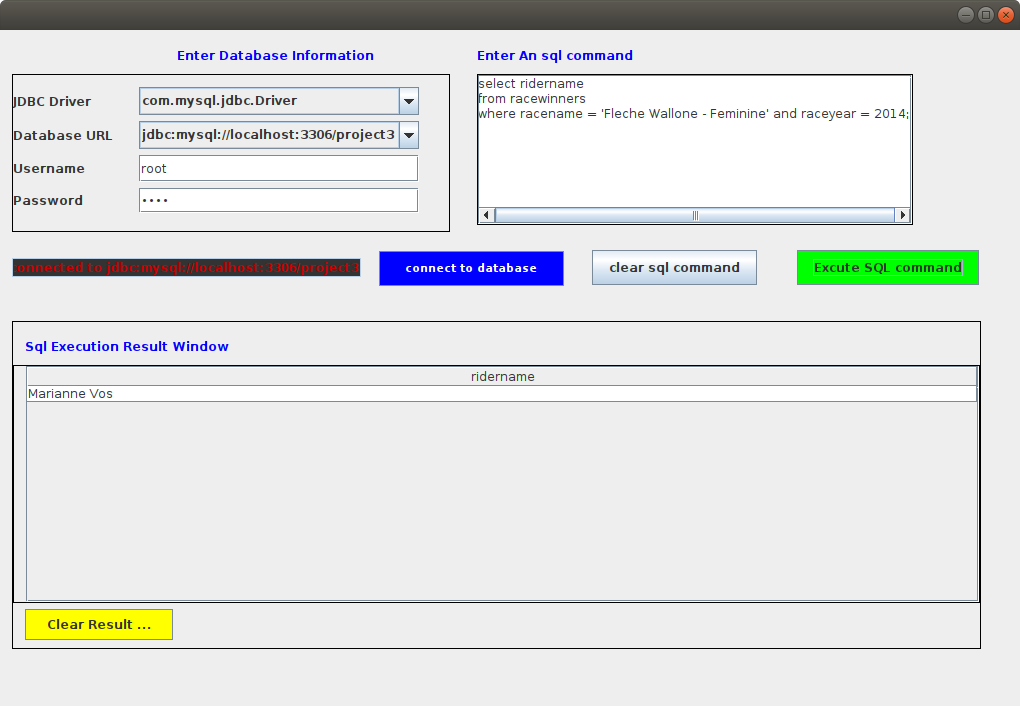 Enter Database Information
Enter An sql command
JDBC Driver
com.mysql.jdbc.Driver
Database URL
jdbc:mysql://localhost:3306/project3
Username
root
Password
••••
select ridername
from racewinners
where racename = 'Fleche Wallone - Feminine' and raceyear = 2014;
onnected to jdbc:mysql://localhost:3306/project3
connect to database
clear sql command
Excute SQL command
Sql Execution Result Window
ridername
Marianne Vos
Clear Result ...